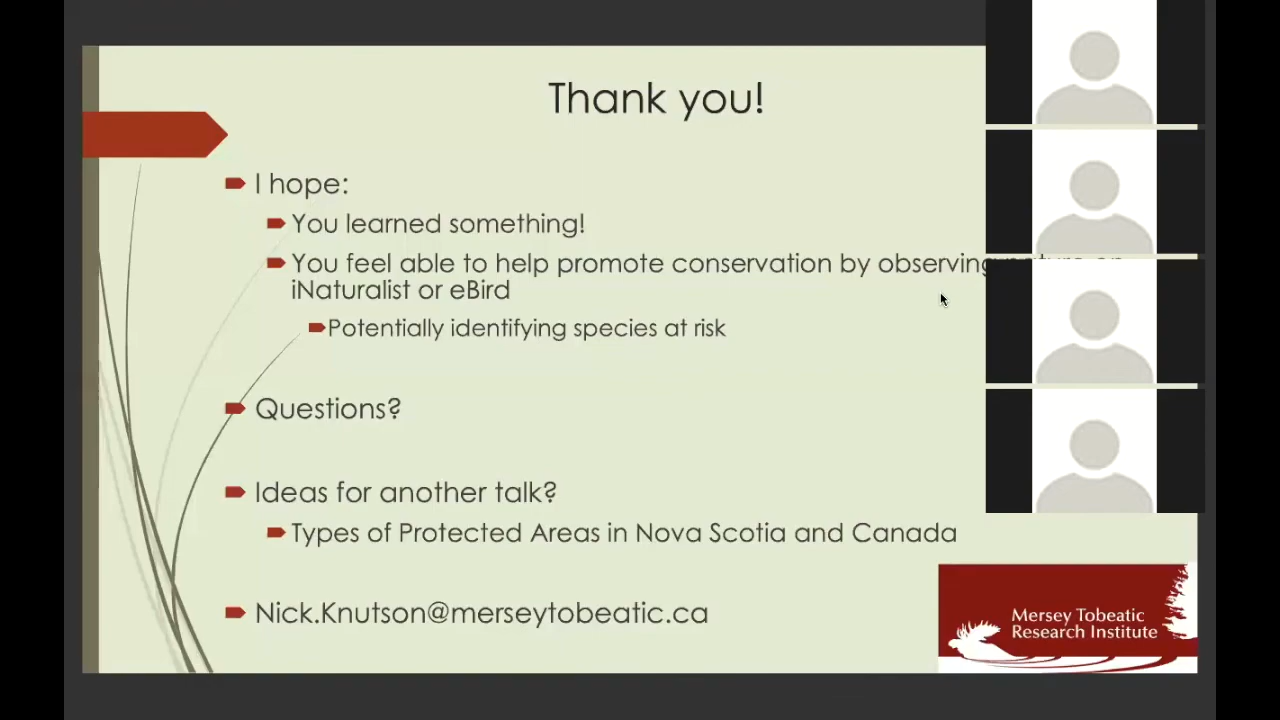 Thank you!
I hope:
You learned something!
You feel able to help promote conservation by observing
iNaturalist or eBird
Potentially identifying species at risk
Questions?
Ideas for another talk?
Types of Protected Areas in Nova Scotia and Canada
Nick.Knutson@merseytobeatic.ca
Mersey Tobeatic
Research Institute